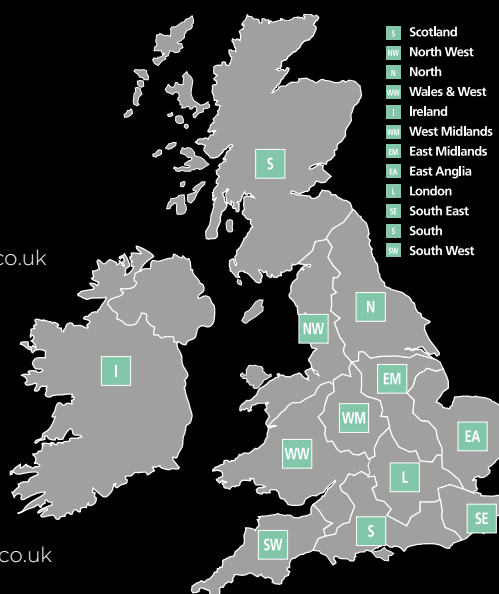 S Scotland
NW North West
N North
WW Wales & West
I Ireland
WM West Midlands
EM East Midlands
EA East Anglia
L London
SE South East
S South
SW South West
S
co.uk
N
NW
I
EM
WM
EA
WW
L
SE
S
SW
co.uk